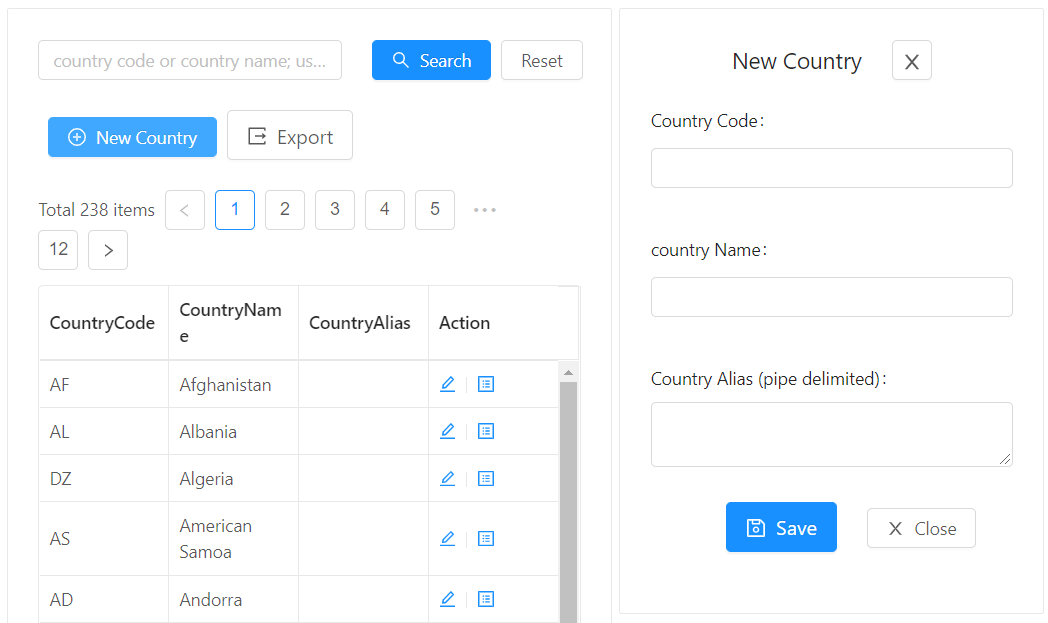 country code or country name; us...
Search
Reset
New Country
Export
Total 238 items
<
1
2
3
4
5
•••
12
>
CountryCode
CountryNam
e
CountryAlias
Action
AF
Afghanistan
AL
Albania
DZ
Algeria
AS
American
Samoa
AD
Andorra
New Country
X
Country Code:
country Name:
Country Alias (pipe delimited):
Save
X Close